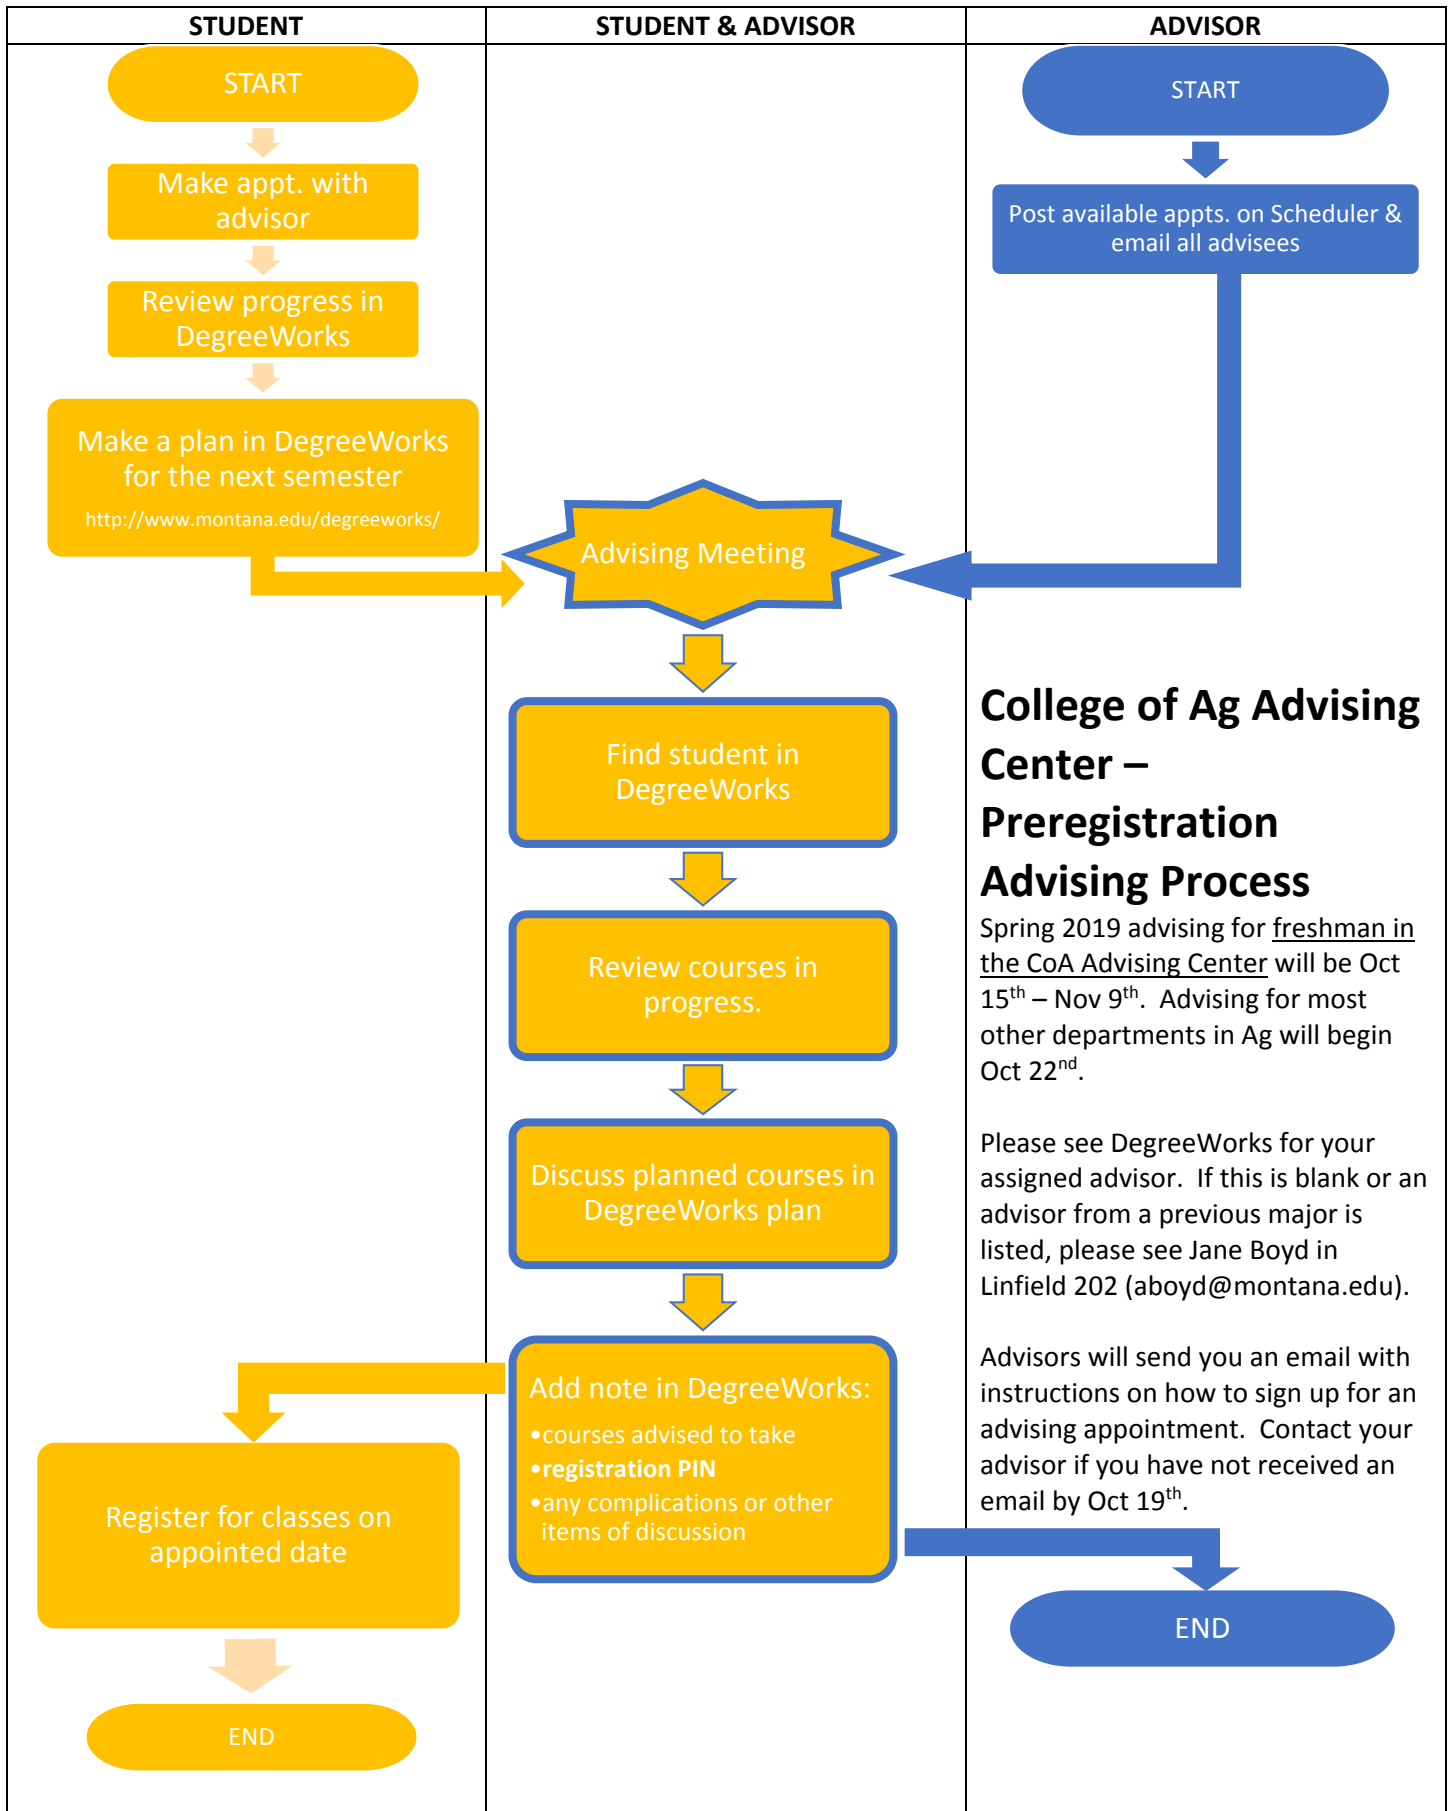 STUDENT
STUDENT & ADVISOR
ADVISOR
START
Make appt. with
advisor
Review progress in
DegreeWorks
Make a plan in DegreeWorks
for the next semester
http://www.montana.edu/degreeworks/
START
Post available appts. on Scheduler &
email all advisees
Advising Meeting
Find student in
DegreeWorks
Review courses in
progress.
Discuss planned courses in
DegreeWorks plan
Add note in DegreeWorks:
•courses advised to take
•registration PIN
•any complications or other
items of discussion
Register for classes on
appointed date
END
College of Ag Advising
Center –
Preregistration
Advising Process
Spring 2019 advising for freshman in
the CoA Advising Center will be Oct
15th – Nov 9th. Advising for most
other departments in Ag will begin
Oct 22nd.
Please see DegreeWorks for your
assigned advisor. If this is blank or an
advisor from a previous major is
listed, please see Jane Boyd in
Linfield 202 (aboyd@montana.edu).
Advisors will send you an email with
instructions on how to sign up for an
advising appointment. Contact your
advisor if you have not received an
email by Oct 19th.
END